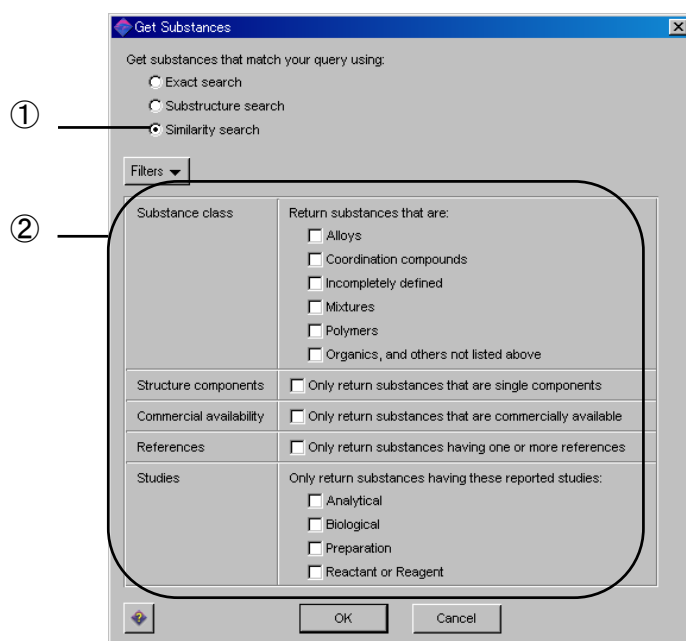 Get Substances
Get substances that match your query using:
Exact search
Substructure search
① Similarity search
Filters
②
Substance class Return substances that are:
Alloys
Coordination compounds
Incompletely defined
Mixtures
Polymers
Organics, and others not listed above
Structure components Only return substances that are single components
Commercial availability Only return substances that are commercially available
References Only return substances having one or more references
Studies Only return substances having these reported studies:
Analytical
Biological
Preparation
Reactant or Reagent
OK Cancel